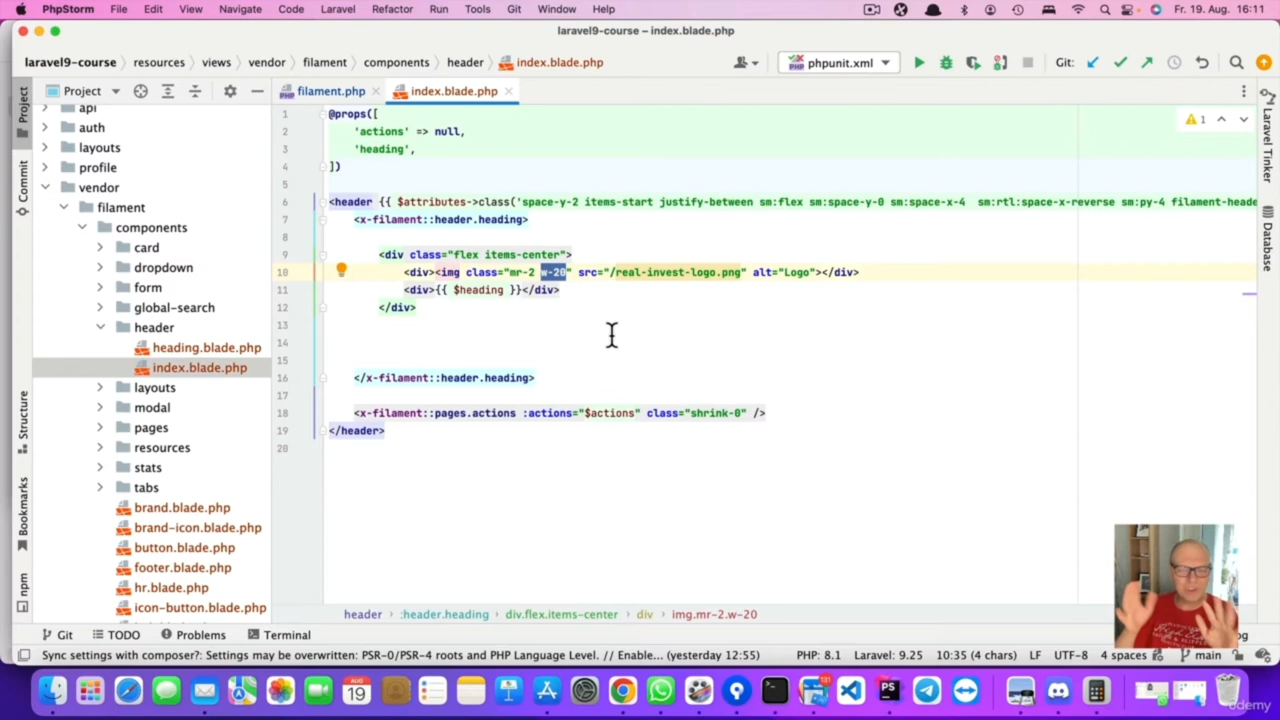 PhpStorm File Edit View Navigate Code Laravel Refactor Run Tools Git Window Help Fr. 19. Aug. 16:11
laravel9-course – index.blade.php
laravel9-course resources views vendor filament components header index.blade.php phpunit.xml Git:
Project filament.php index.blade.php
Project
Commit
Structure
Bookmarks
npm
Laravel Tinker
Database
api
auth
layouts
profile
vendor
filament
components
card
dropdown
form
global-search
header
heading.blade.php
index.blade.php
layouts
modal
pages
resources
stats
tabs
brand.blade.php
brand-icon.blade.php
button.blade.php
footer.blade.php
hr.blade.php
icon-button.blade.php
1 @props([
2 'actions' => null,
3 'heading',
4 ])
5
6 <header {{ $attributes->class('space-y-2 items-start justify-between sm:flex sm:space-y-0 sm:space-x-4  sm:rtl:space-x-reverse sm:py-4 filament-heade
7 <x-filament::header.heading>
8
9 <div class="flex items-center">
10 <div><img class="mr-2 w-20" src="/real-invest-logo.png" alt="Logo"></div>
11 <div>{{ $heading }}</div>
12 </div>
13
14
15
16 </x-filament::header.heading>
17
18 <x-filament::pages.actions :actions="$actions" class="shrink-0" />
19 </header>
20
1
header :header.heading div.flex.items-center div img.mr-2.w-20
Git TODO Problems Terminal
Sync settings with composer?: Settings may be overwritten: PSR-0/PSR-4 roots and PHP Language Level. // Enable... (yesterday 12:55) PHP: 8.1 Laravel: 9.25 10:35 (4 chars) LF UTF-8 4 spaces main
AUG
19
PS
udemy